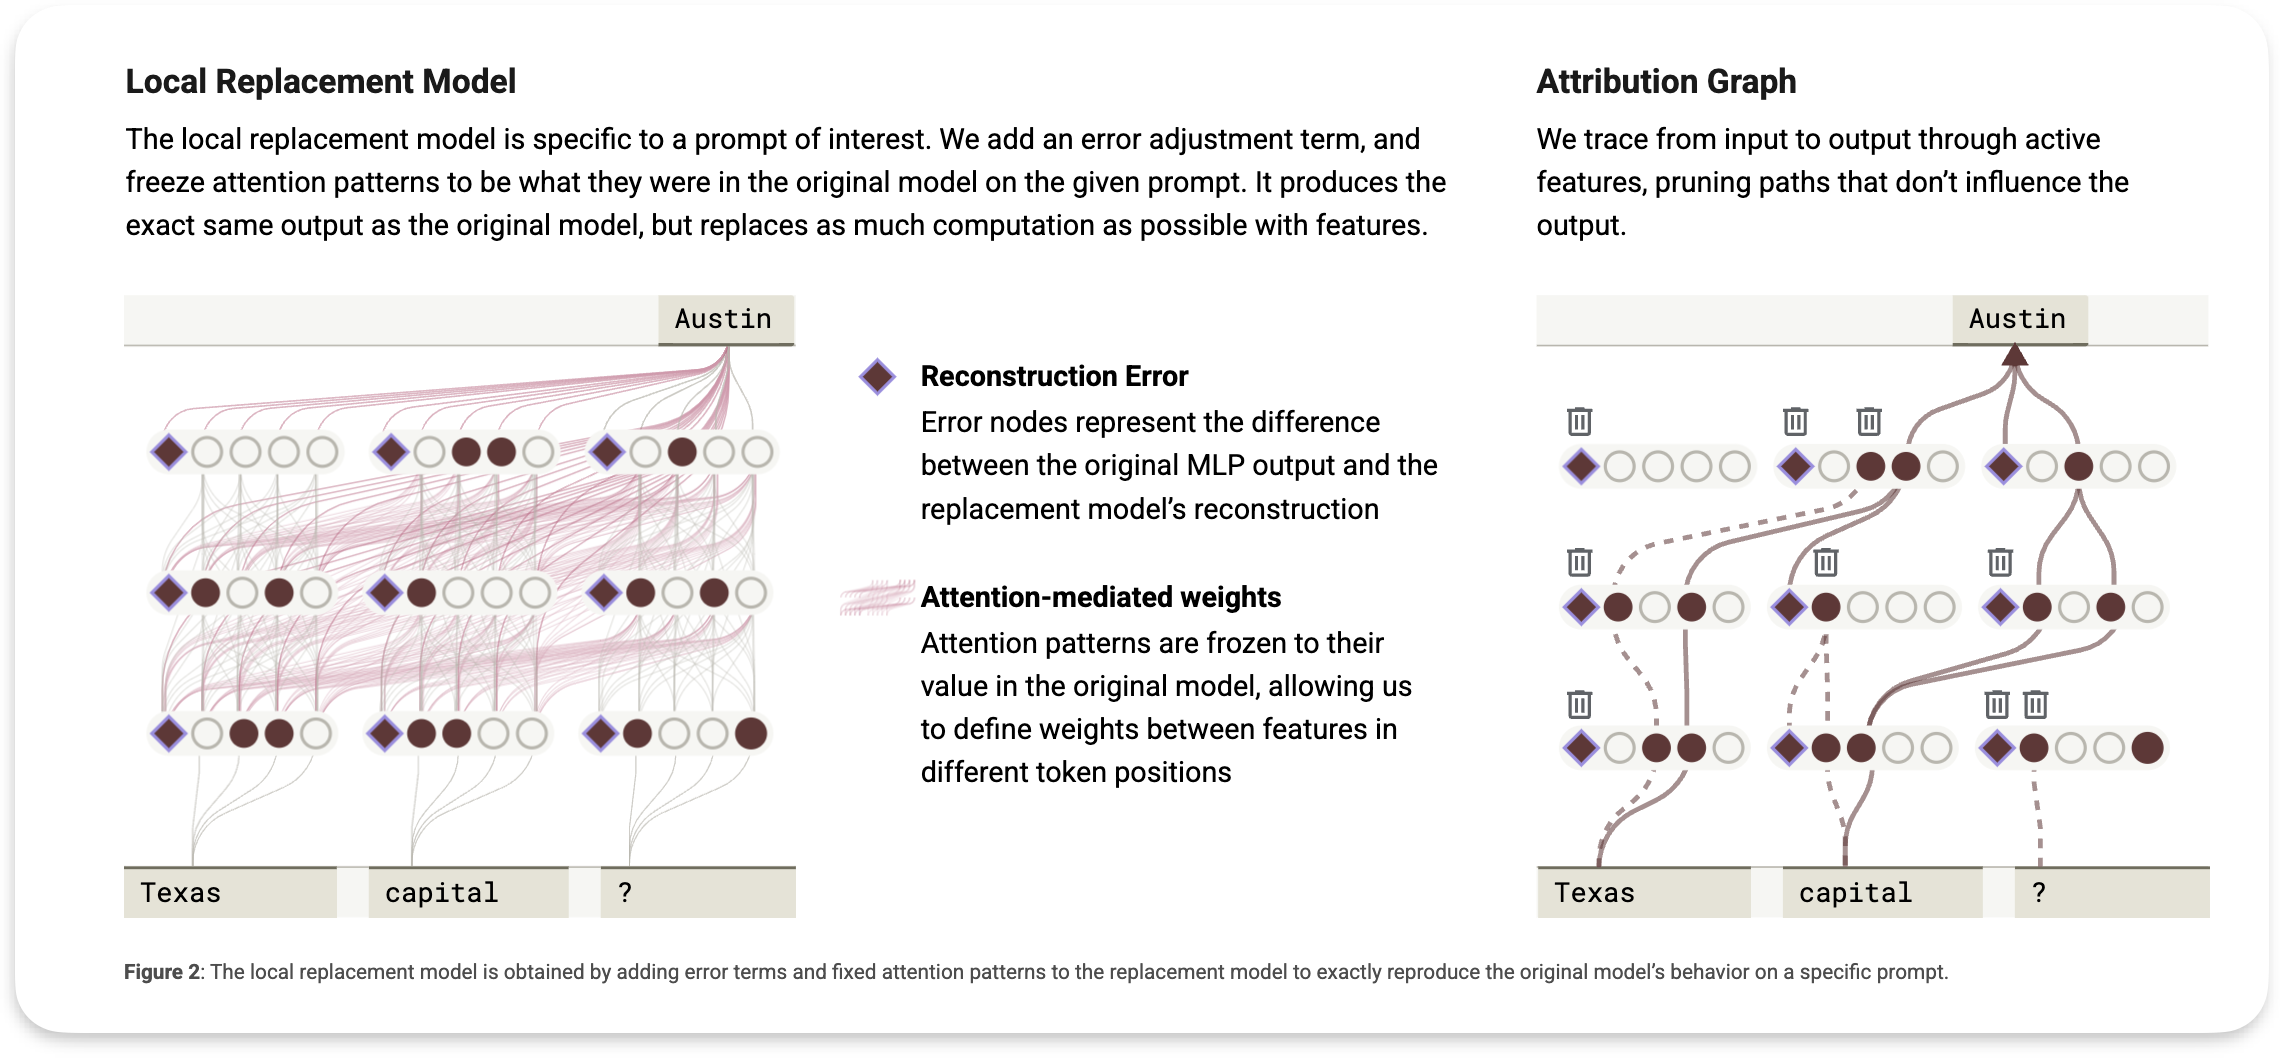 Local Replacement Model
The local replacement model is specific to a prompt of interest. We add an error adjustment term, and
freeze attention patterns to be what they were in the original model on the given prompt. It produces the
exact same output as the original model, but replaces as much computation as possible with features.
Attribution Graph
We trace from input to output through active
features, pruning paths that don’t influence the
output.
Austin
Reconstruction Error
Error nodes represent the difference
between the original MLP output and the
replacement model’s reconstruction
Attention-mediated weights
Attention patterns are frozen to their
value in the original model, allowing us
to define weights between features in
different token positions
Texas
capital
?
Austin
Texas
capital
?
Figure 2: The local replacement model is obtained by adding error terms and fixed attention patterns to the replacement model to exactly reproduce the original model’s behavior on a specific prompt.